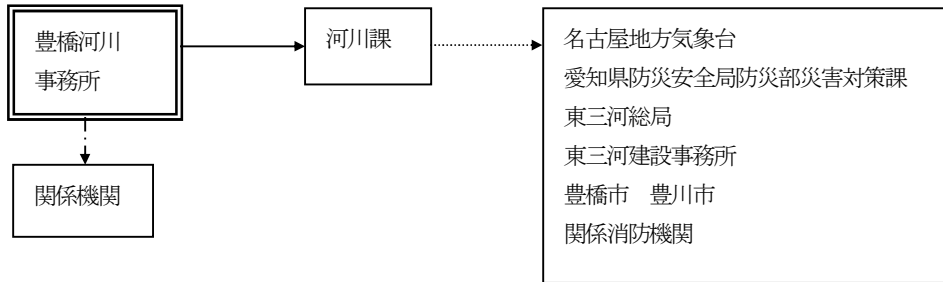 豊橋河川
事務所
河川課
名古屋地方気象台
愛知県防災安全局防災部災害対策課
東三河総局
東三河建設事務所
豊橋市　豊川市
関係消防機関
関係機関